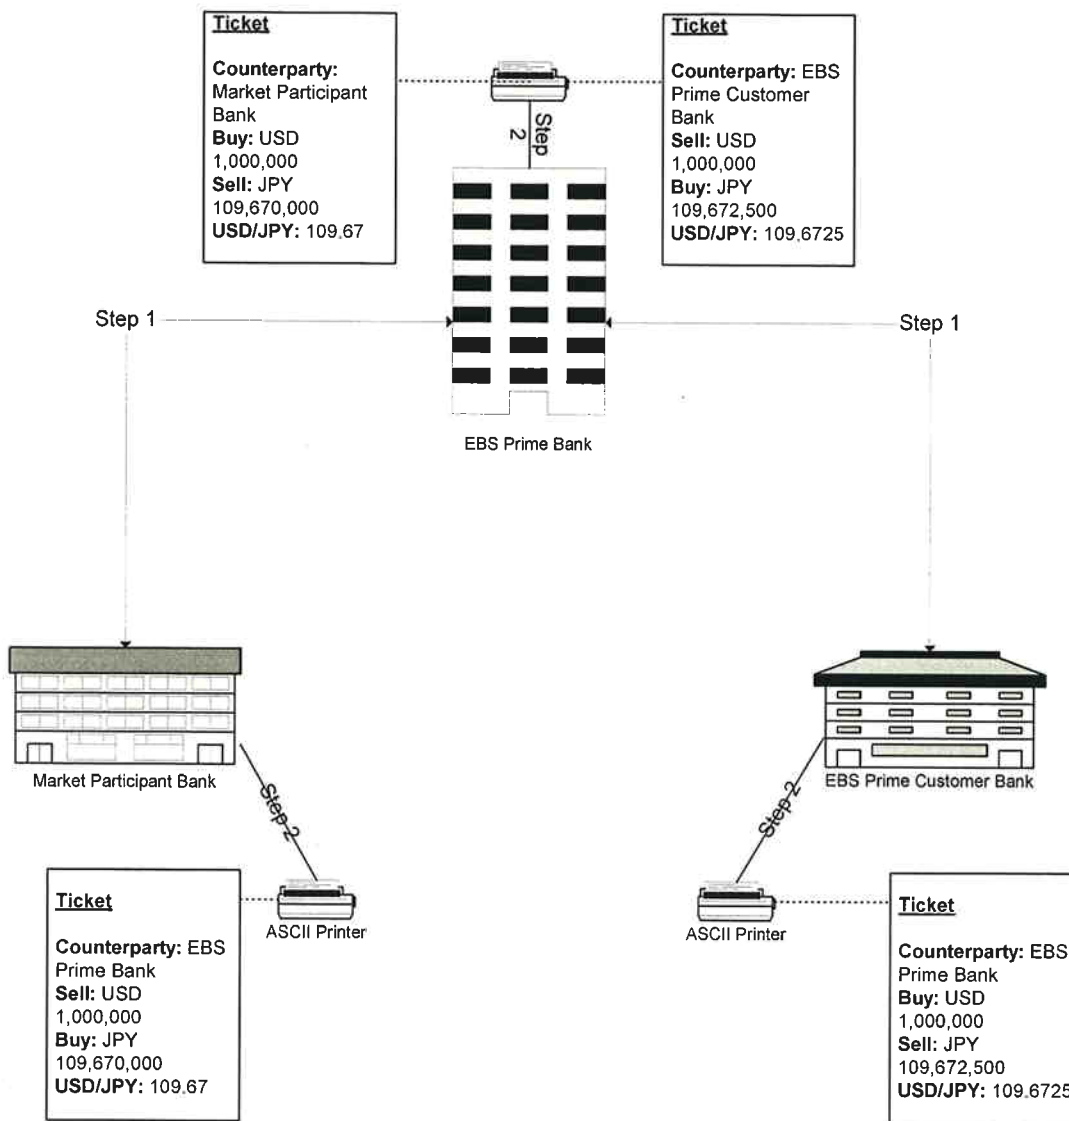 Ticket
Counterparty:
Market Participant
Bank
Buy: USD
1,000,000
Sell: JPY
109,670,000
USD/JPY: 109.67
Step
2
Ticket
Counterparty: EBS
Prime Customer
Bank
Sell: USD
1,000,000
Buy: JPY
109,672,500
USD/JPY: 109.6725
Step 1
Step 1
EBS Prime Bank
Market Participant Bank
EBS Prime Customer Bank
Step 2
Step 2
ASCII Printer
ASCII Printer
Ticket
Counterparty: EBS
Prime Bank
Sell: USD
1,000,000
Buy: JPY
109,670,000
USD/JPY: 109.67
Ticket
Counterparty: EBS
Prime Bank
Buy: USD
1,000,000
Sell: JPY
109,672,500
USD/JPY: 109.6725